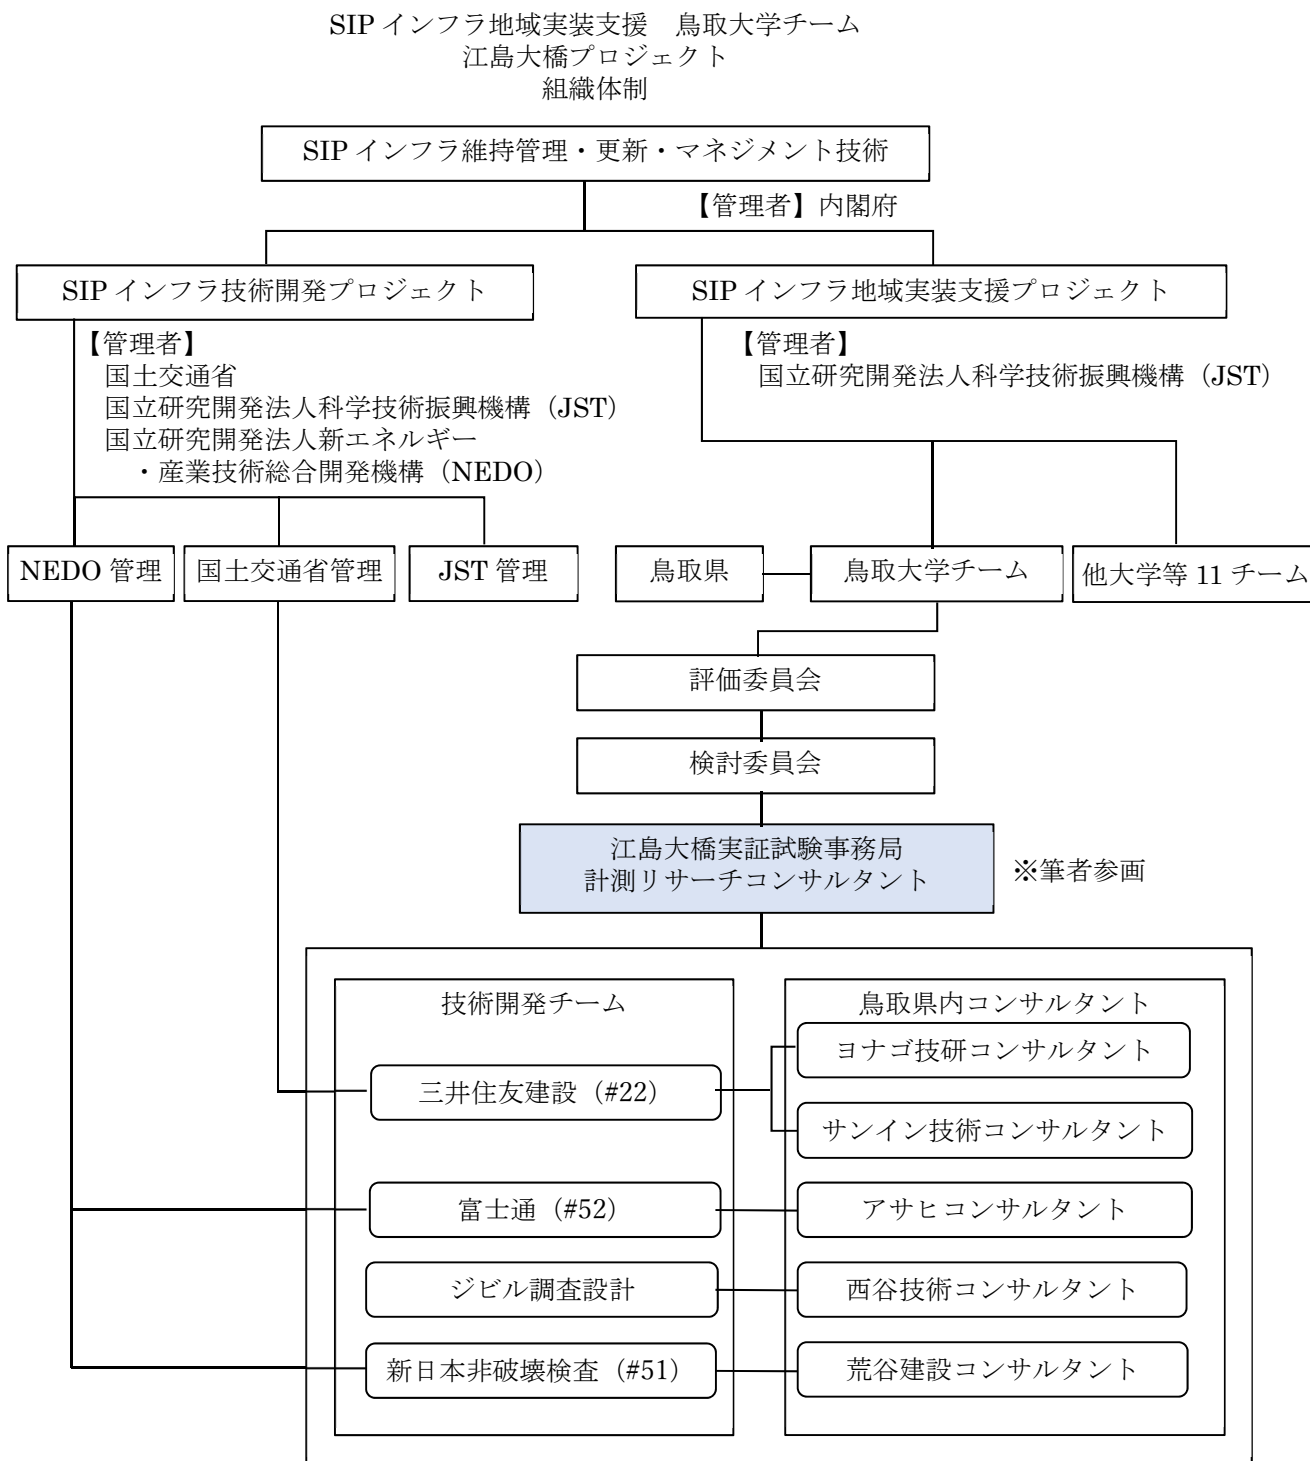 SIP インフラ地域実装支援　鳥取大学チーム
江島大橋プロジェクト
組織体制
SIP インフラ維持管理・更新・マネジメント技術
【管理者】内閣府
SIP インフラ技術開発プロジェクト
【管理者】
国土交通省
国立研究開発法人科学技術振興機構（JST）
国立研究開発法人新エネルギー
・産業技術総合開発機構（NEDO）
SIP インフラ地域実装支援プロジェクト
【管理者】
国立研究開発法人科学技術振興機構（JST）
NEDO 管理
国土交通省管理
JST 管理
鳥取県
鳥取大学チーム
他大学等 11 チーム
評価委員会
検討委員会
江島大橋実証試験事務局
計測リサーチコンサルタント
※筆者参画
技術開発チーム
三井住友建設（#22）
富士通（#52）
ジビル調査設計
新日本非破壊検査（#51）
鳥取県内コンサルタント
ヨナゴ技研コンサルタント
サンイン技術コンサルタント
アサヒコンサルタント
西谷技術コンサルタント
荒谷建設コンサルタント